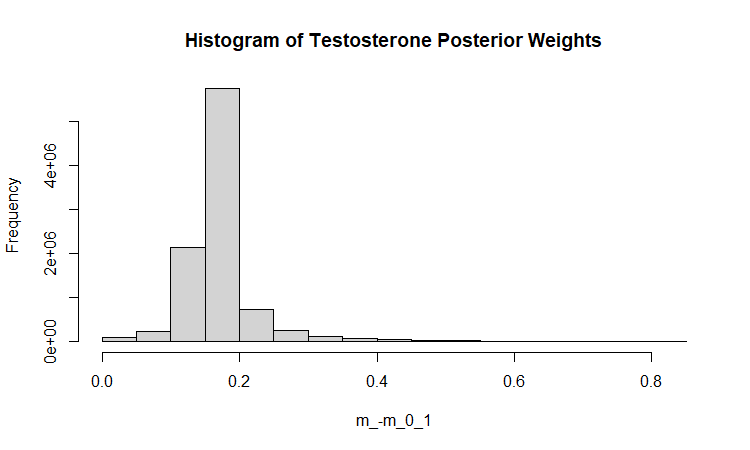 Histogram of Testosterone Posterior Weights
Frequency
0e+00
2e+06
4e+06
0.0 0.2 0.4 0.6 0.8
m_-m_0_1